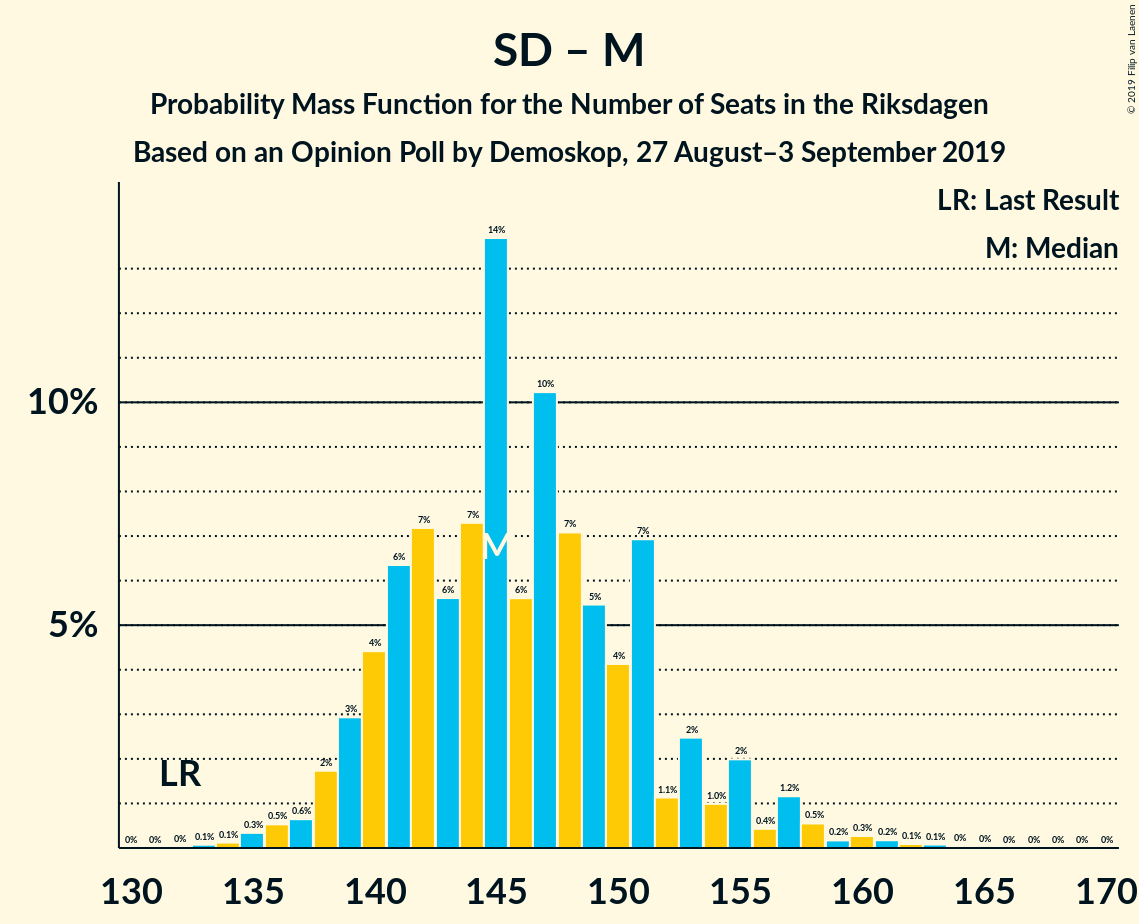 SD – M
Probability Mass Function for the Number of Seats in the Riksdagen
Based on an Opinion Poll by Demoskop, 27 August–3 September 2019
© 2019 Filip van Laenen
LR: Last Result
M: Median
10%
5%
LR
M
0% 0% 0% 0.1% 0.1% 0.3% 0.5% 0.6% 2% 3% 4% 6% 7% 6% 7% 14% 6% 10% 7% 5% 4% 7% 1.1% 2% 1.0% 2% 0.4% 1.2% 0.5% 0.2% 0.3% 0.2% 0.1% 0.1% 0% 0% 0% 0% 0% 0% 0%
130 135 140 145 150 155 160 165 170